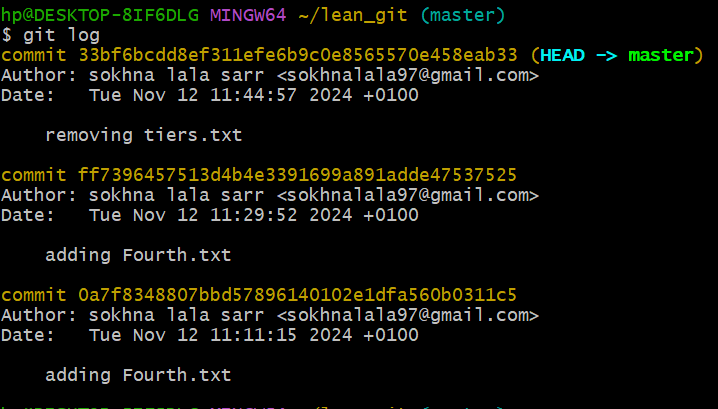 hp@DESKTOP-8IF6DLG MINGW64 ~/lean_git (master)
$ git log
commit 33bf6bcdd8ef311efe6b9c0e8565570e458eab33 (HEAD -> master)
Author: sokhna lala sarr <sokhnalala97@gmail.com>
Date:   Tue Nov 12 11:44:57 2024 +0100

    removing tiers.txt

commit ff7396457513d4b4e3391699a891adde47537525
Author: sokhna lala sarr <sokhnalala97@gmail.com>
Date:   Tue Nov 12 11:29:52 2024 +0100

    adding Fourth.txt

commit 0a7f8348807bbd57896140102e1dfa560b0311c5
Author: sokhna lala sarr <sokhnalala97@gmail.com>
Date:   Tue Nov 12 11:11:15 2024 +0100

    adding Fourth.txt